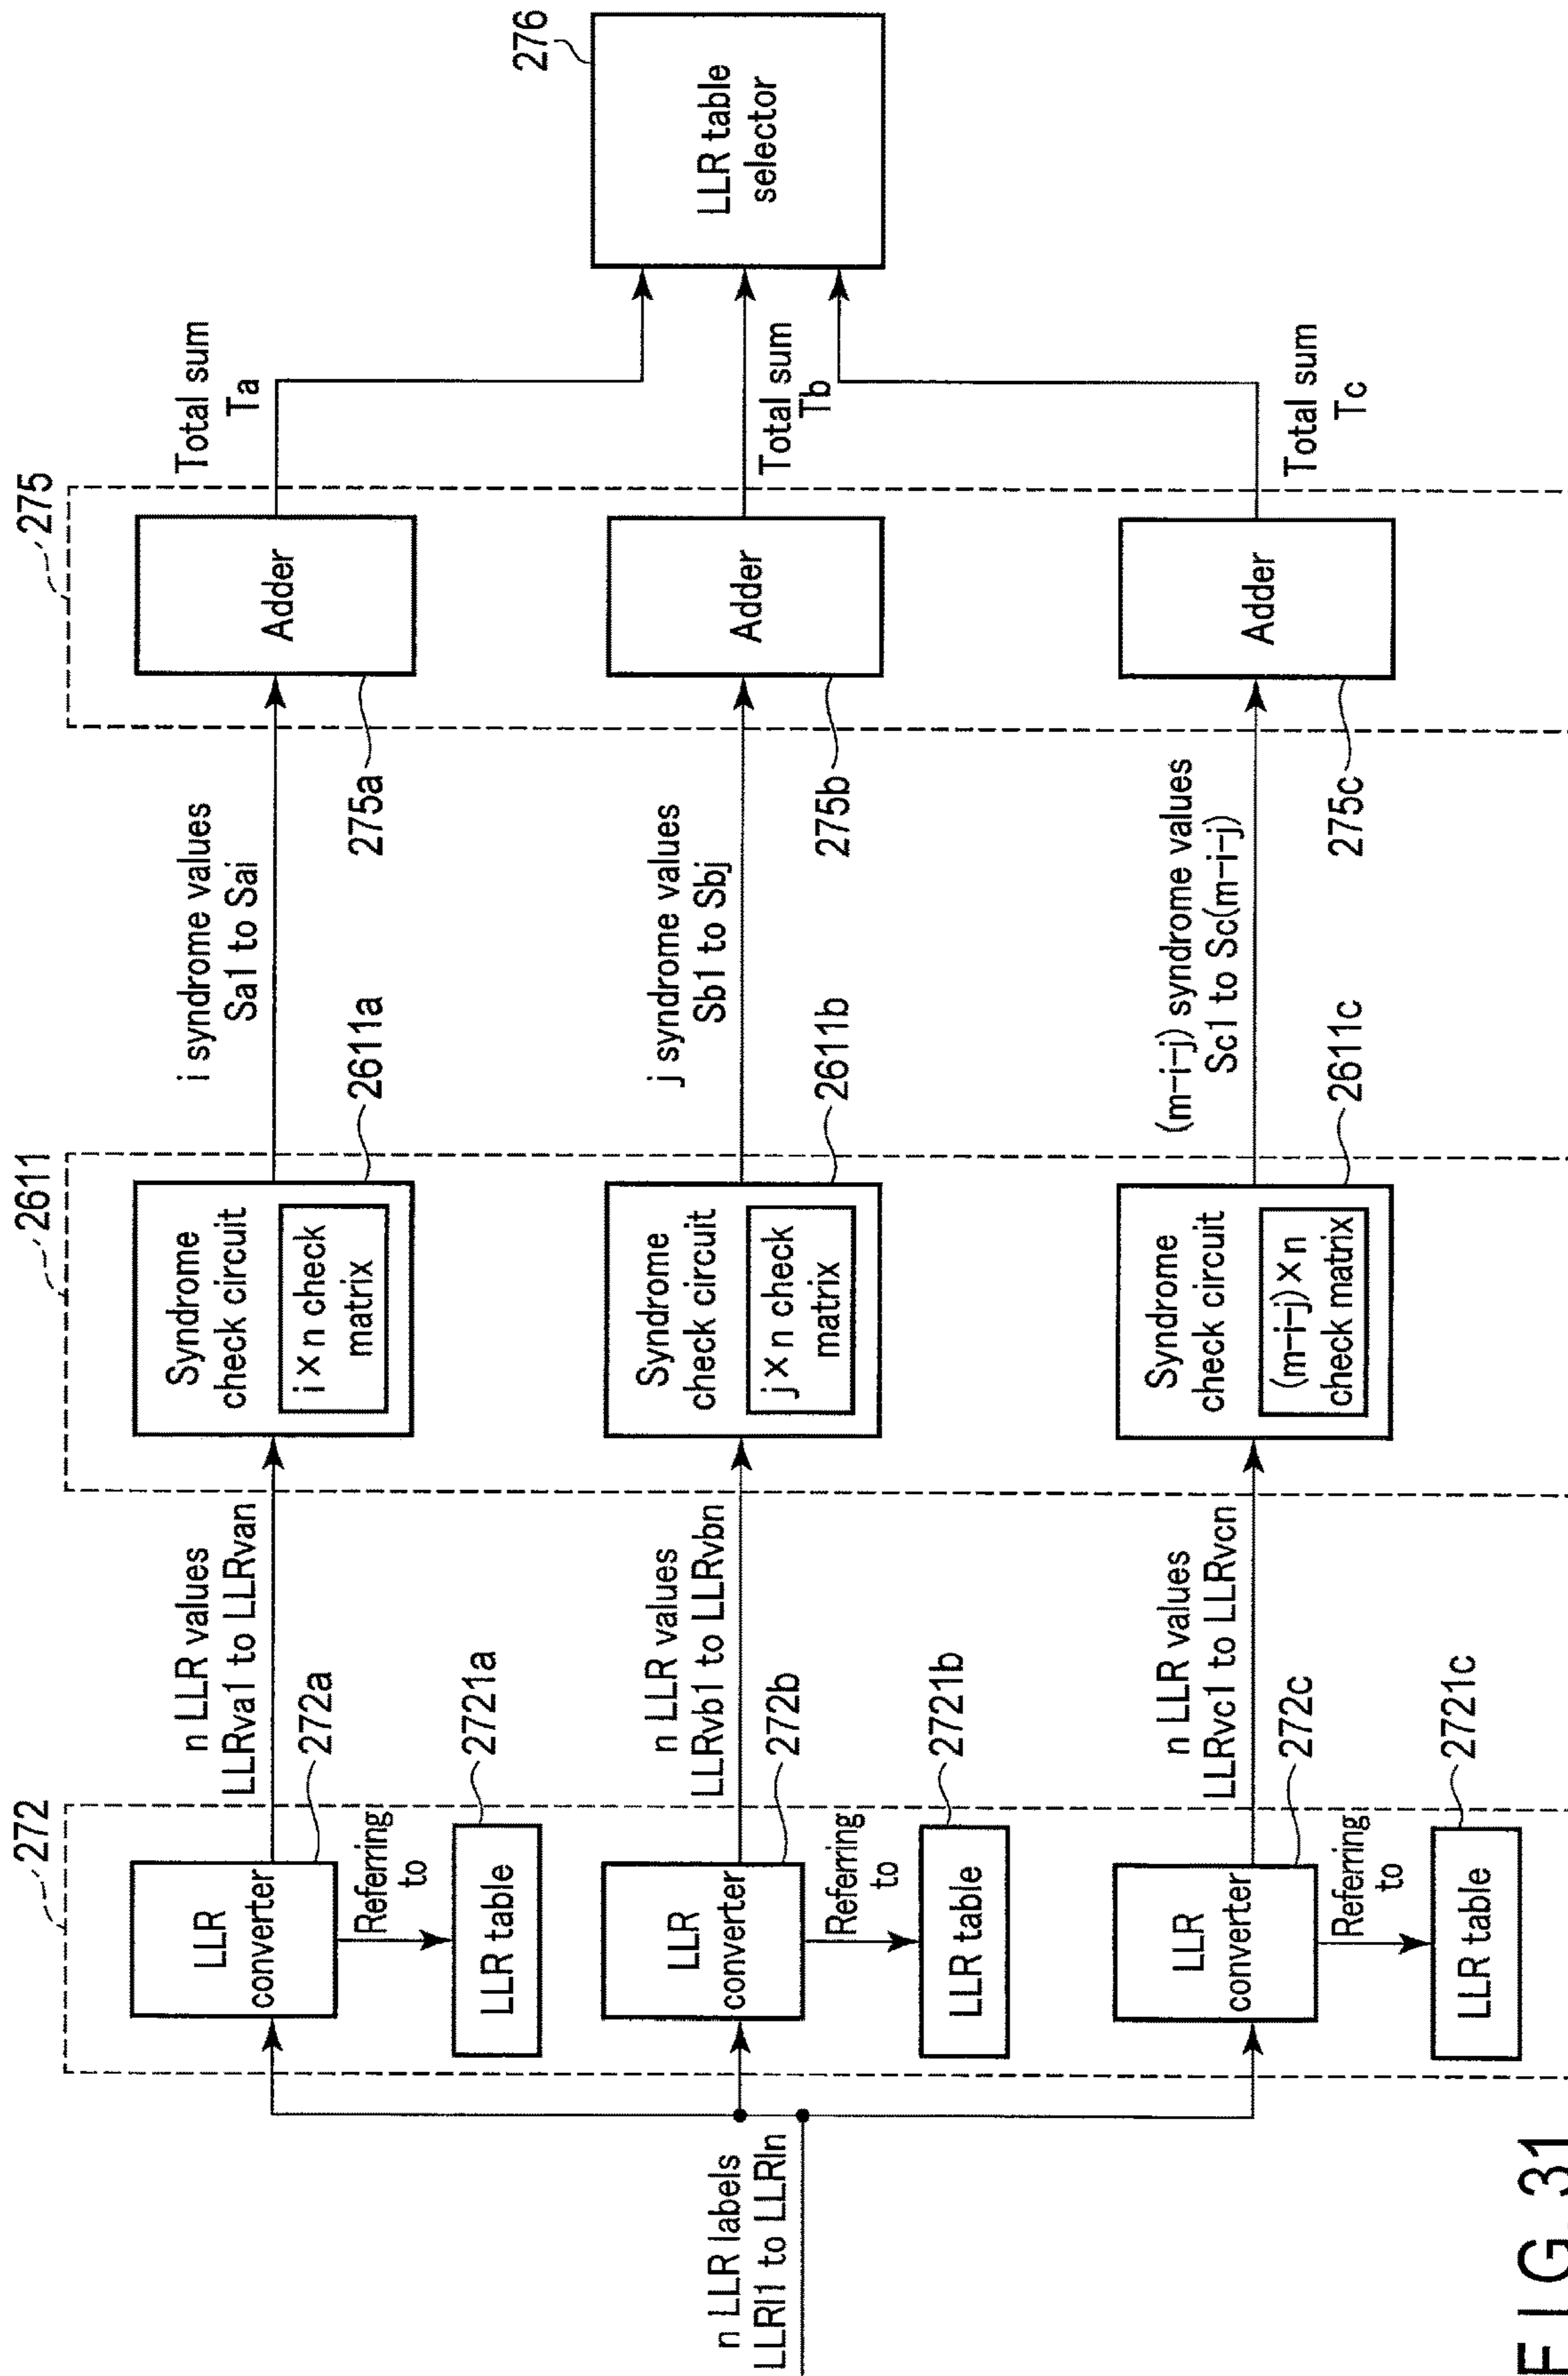 n LLR labels
LLRl1 to LLRln
272
LLR
converter
272a
Referring
to
LLR table
2721a
n LLR values
LLRva1 to LLRvan
LLR
converter
272b
Referring
to
LLR table
2721b
n LLR values
LLRvb1 to LLRvbn
LLR
converter
272c
Referring
to
LLR table
2721c
n LLR values
LLRvc1 to LLRvcn
2611
Syndrome
check circuit
i×n check
matrix
2611a
i syndrome values
Sa1 to Sai
Syndrome
check circuit
j×n check
matrix
2611b
j syndrome values
Sb1 to Sbj
Syndrome
check circuit
(m-i-j)×n
check matrix
2611c
(m-i-j) syndrome values
Sc1 to Sc(m-i-j)
275
Adder
275a
Total sum
Ta
Adder
275b
Total sum
Tb
Adder
275c
Total sum
Tc
276
LLR table
selector
FIG. 31